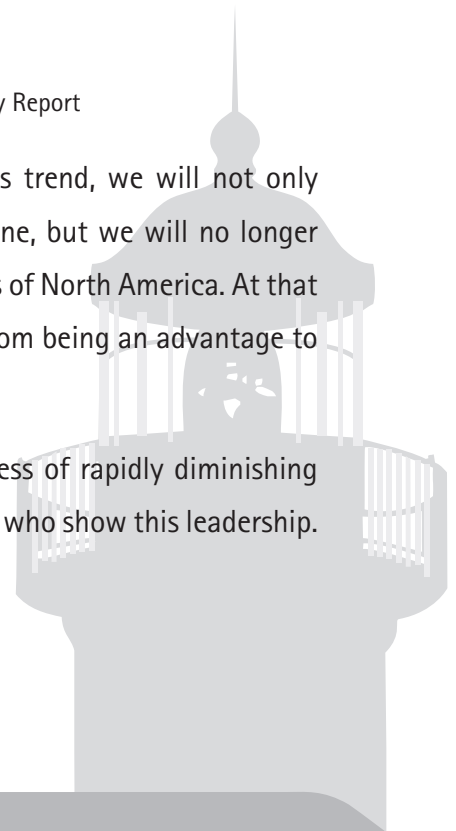 y Report
s trend, we will not only
ne, but we will no longer
s of North America. At that
om being an advantage to
ess of rapidly diminishing
who show this leadership.